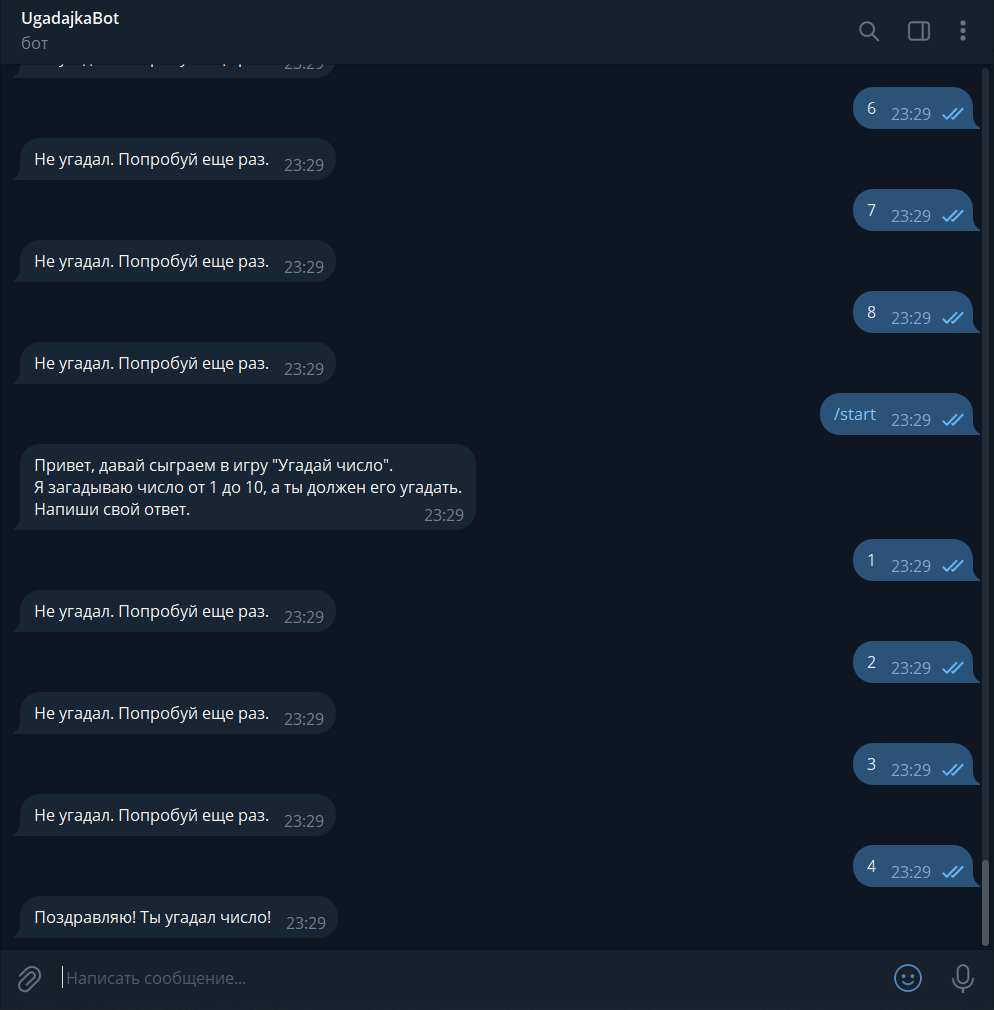 UgadajkaBot
бот
23:29
6 23:29
Не угадал. Попробуй еще раз. 23:29
7 23:29
Не угадал. Попробуй еще раз. 23:29
8 23:29
Не угадал. Попробуй еще раз. 23:29
/start 23:29
Привет, давай сыграем в игру "Угадай число".
Я загадываю число от 1 до 10, а ты должен его угадать.
Напиши свой ответ. 23:29
1 23:29
Не угадал. Попробуй еще раз. 23:29
2 23:29
Не угадал. Попробуй еще раз. 23:29
3 23:29
Не угадал. Попробуй еще раз. 23:29
4 23:29
Поздравляю! Ты угадал число! 23:29
Написать сообщение...